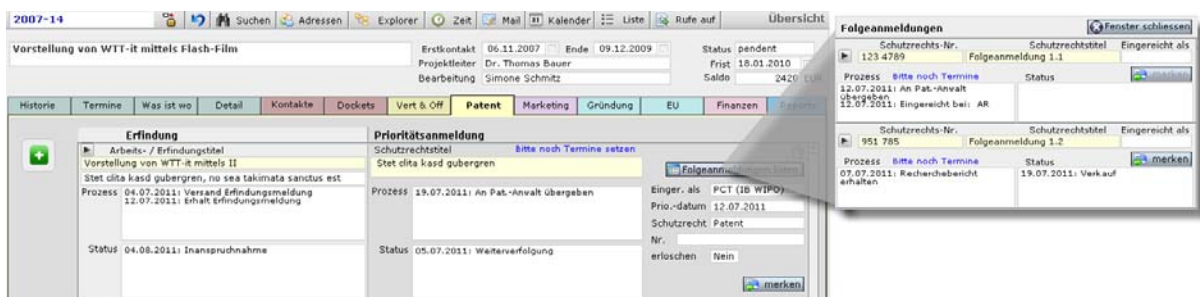 2007-14 Suchen Adressen Explorer Zeit Mail Kalender Liste Rufe auf Übersicht
Vorstellung von WTT-it mittels Flash-Film
Erstkontakt 06.11.2007 Ende 09.12.2009 Status pendent
Projektleiter Dr. Thomas Bauer Frist 18.01.2010
Bearbeitung Simone Schmitz Saldo 2420 EUR
Historie Termine Was ist wo Detail Kontakte Dockets Vert & Off Patent Marketing Gründung EU Finanzen Reports
Erfindung
Arbeits- / Erfindungstitel
Vorstellung von WTT-it mittels II
Stet clita kasd gubergren, no sea takimata sanctus est
Prozess 04.07.2011: Versand Erfindungsmeldung
12.07.2011: Erhalt Erfindungsmeldung
Status 04.08.2011: Inanspruchnahme
Prioritätsanmeldung
Schutzrechtstitel Bitte noch Termine setzen
Stet clita kasd gubergren
Prozess 19.07.2011: An Pat.-Anwalt übergeben
Status 05.07.2011: Weiterverfolgung
Folgeanmeldungen
Einger. als PCT (IB WIPO)
Prio.-datum 12.07.2011
Schutzrecht Patent
Nr.
erloschen Nein
merken
Folgeanmeldungen Fenster schliessen
Schutzrechts-Nr. Schutzrechtstitel Eingereicht als
123 4789 Folgeanmeldung 1.1
Prozess Bitte noch Termine Status merken
12.07.2011: An Pat.-Anwalt
übergeben
12.07.2011: Eingereicht bei: AR
Schutzrechts-Nr. Schutzrechtstitel Eingereicht als
951 785 Folgeanmeldung 1.2
Prozess Bitte noch Termine Status merken
07.07.2011: Recherchebericht
erhalten
19.07.2011: Verkauf